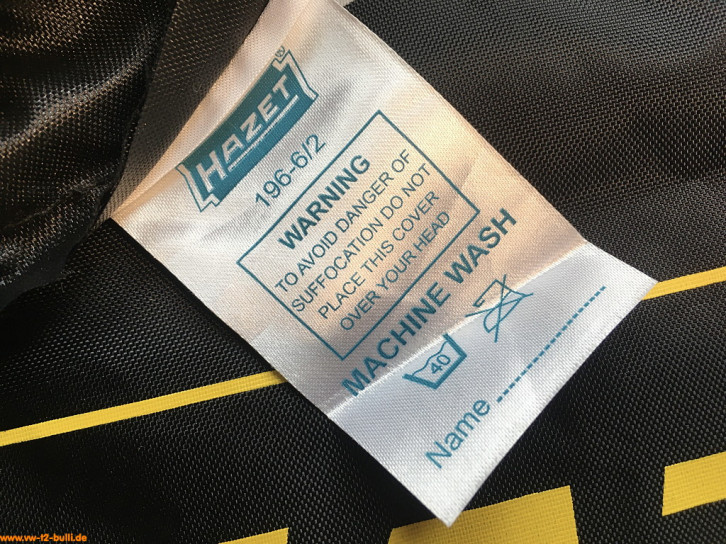 HAZET
196-6/2
WARNING
TO AVOID DANGER OF
SUFFOCATION DO NOT
PLACE THIS COVER
OVER YOUR HEAD
MACHINE WASH
40
Name ----------------
www.vw-t2-bulli.de